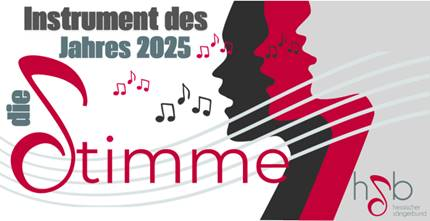 Instrument des
Jahres 2025
die
Stimme
hsb
hessischer
sängerbund